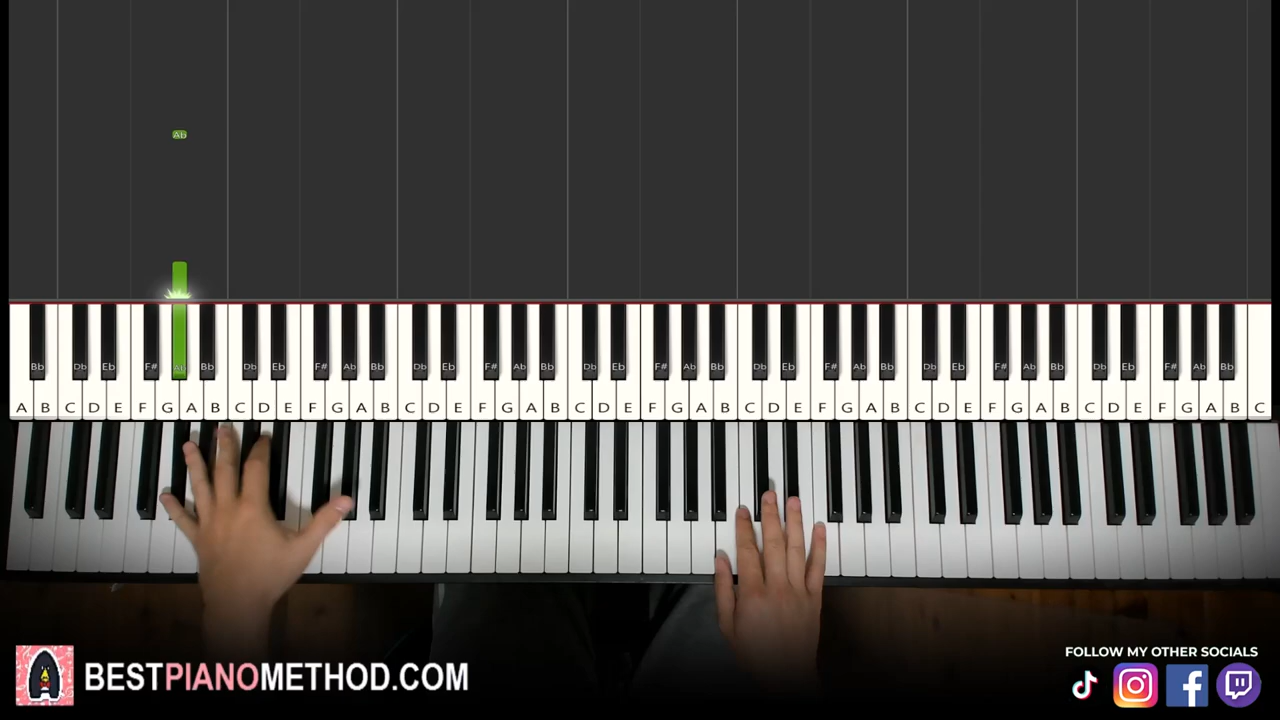 Ab
Bb Db Eb F# Ab Bb Db Eb F# Ab Bb Db Eb F# Ab Bb Db Eb F# Ab Bb Db Eb F# Ab Bb Db Eb F# Ab Bb Db Eb F# Ab Bb
A B C D E F G A B C D E F G A B C D E F G A B C D E F G A B C D E F G A B C D E F G A B C D E F G A B C
FOLLOW MY OTHER SOCIALS
BESTPIANOMETHOD.COM